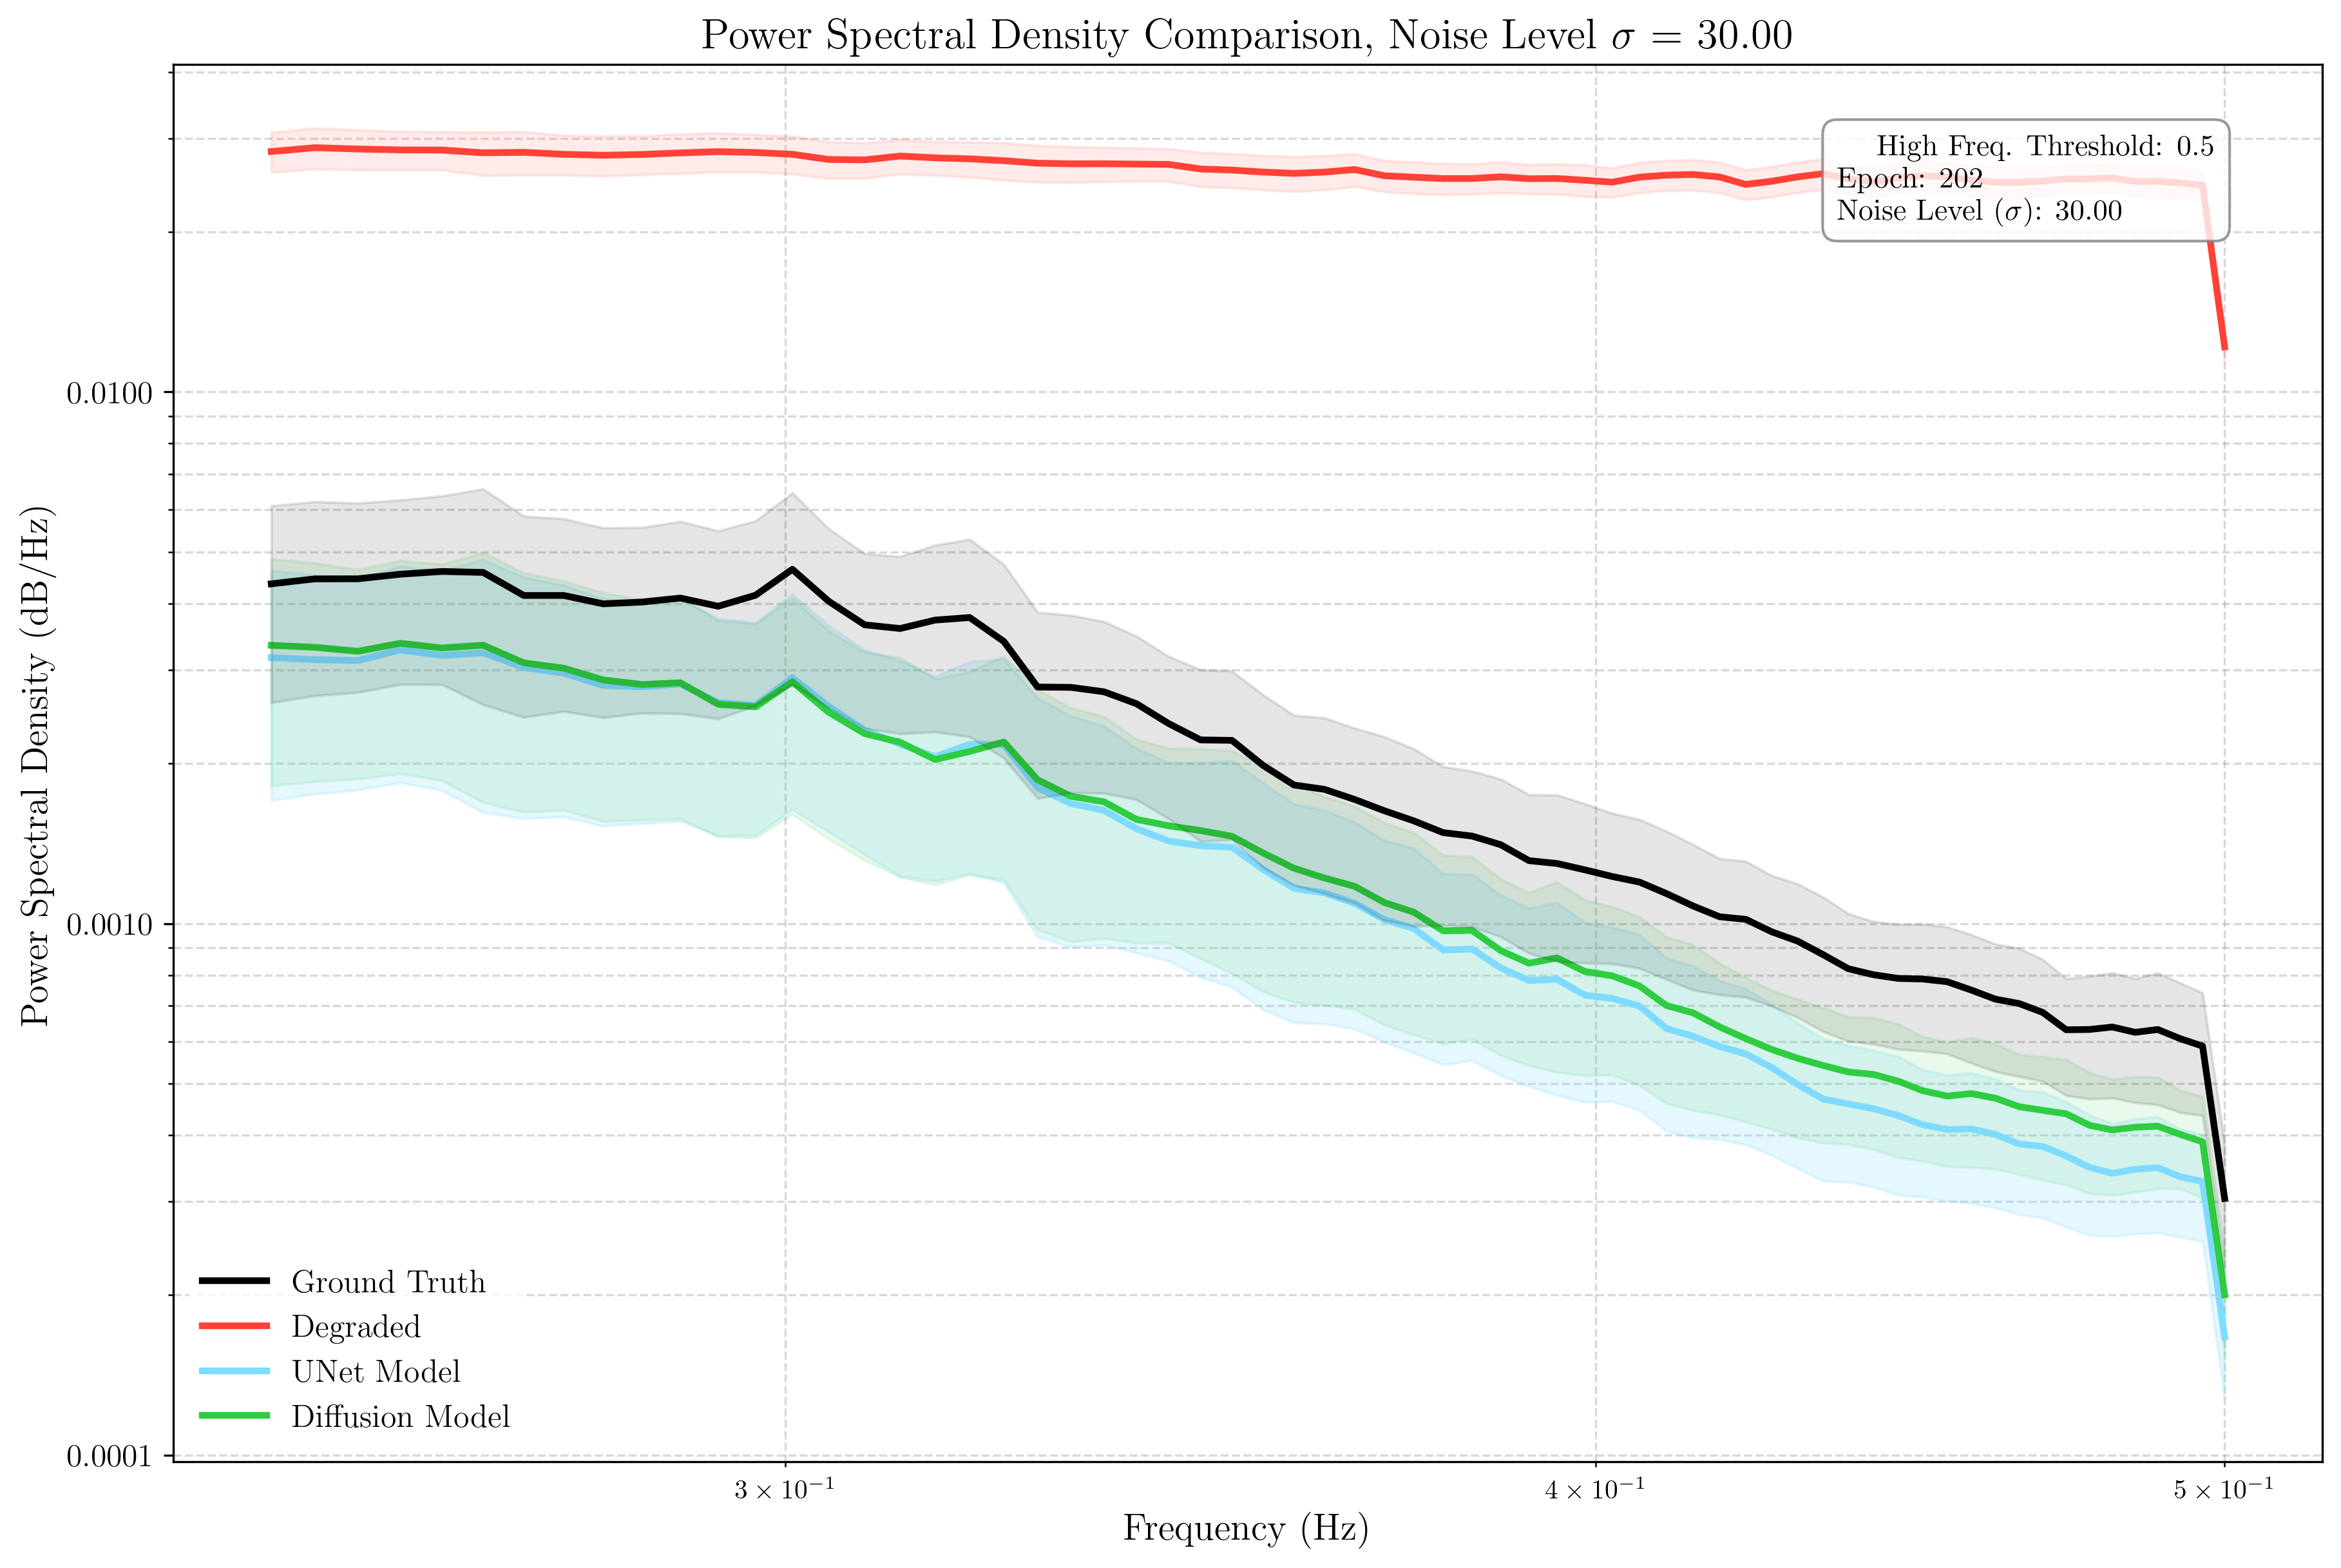 Power Spectral Density Comparison, Noise Level σ = 30.00
High Freq. Threshold: 0.5
Epoch: 202
Noise Level (σ): 30.00
Power Spectral Density (dB/Hz)
0.0100
0.0010
0.0001
Ground Truth
Degraded
UNet Model
Diffusion Model
3 × 10⁻¹
4 × 10⁻¹
5 × 10⁻¹
Frequency (Hz)